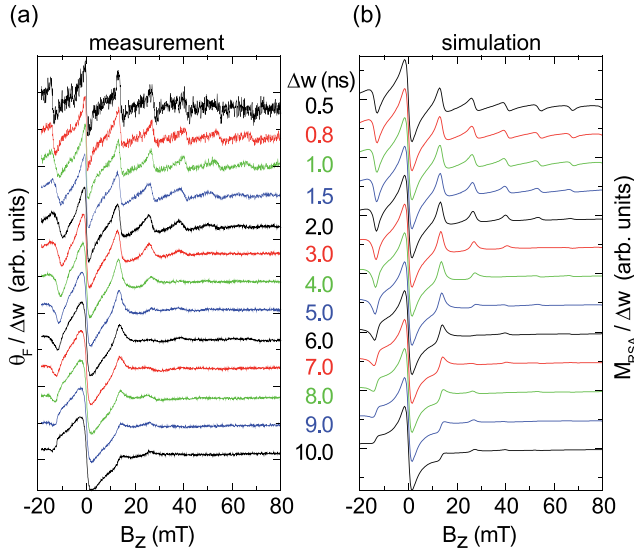 (a)
measurement
(b)
simulation
θF / Δw (arb. units)
Δw (ns)
0.5
0.8
1.0
1.5
2.0
3.0
4.0
5.0
6.0
7.0
8.0
9.0
10.0
MRSA / Δw (arb. units)
-20 0 20 40 60 80
-20 0 20 40 60 80
BZ (mT)
BZ (mT)